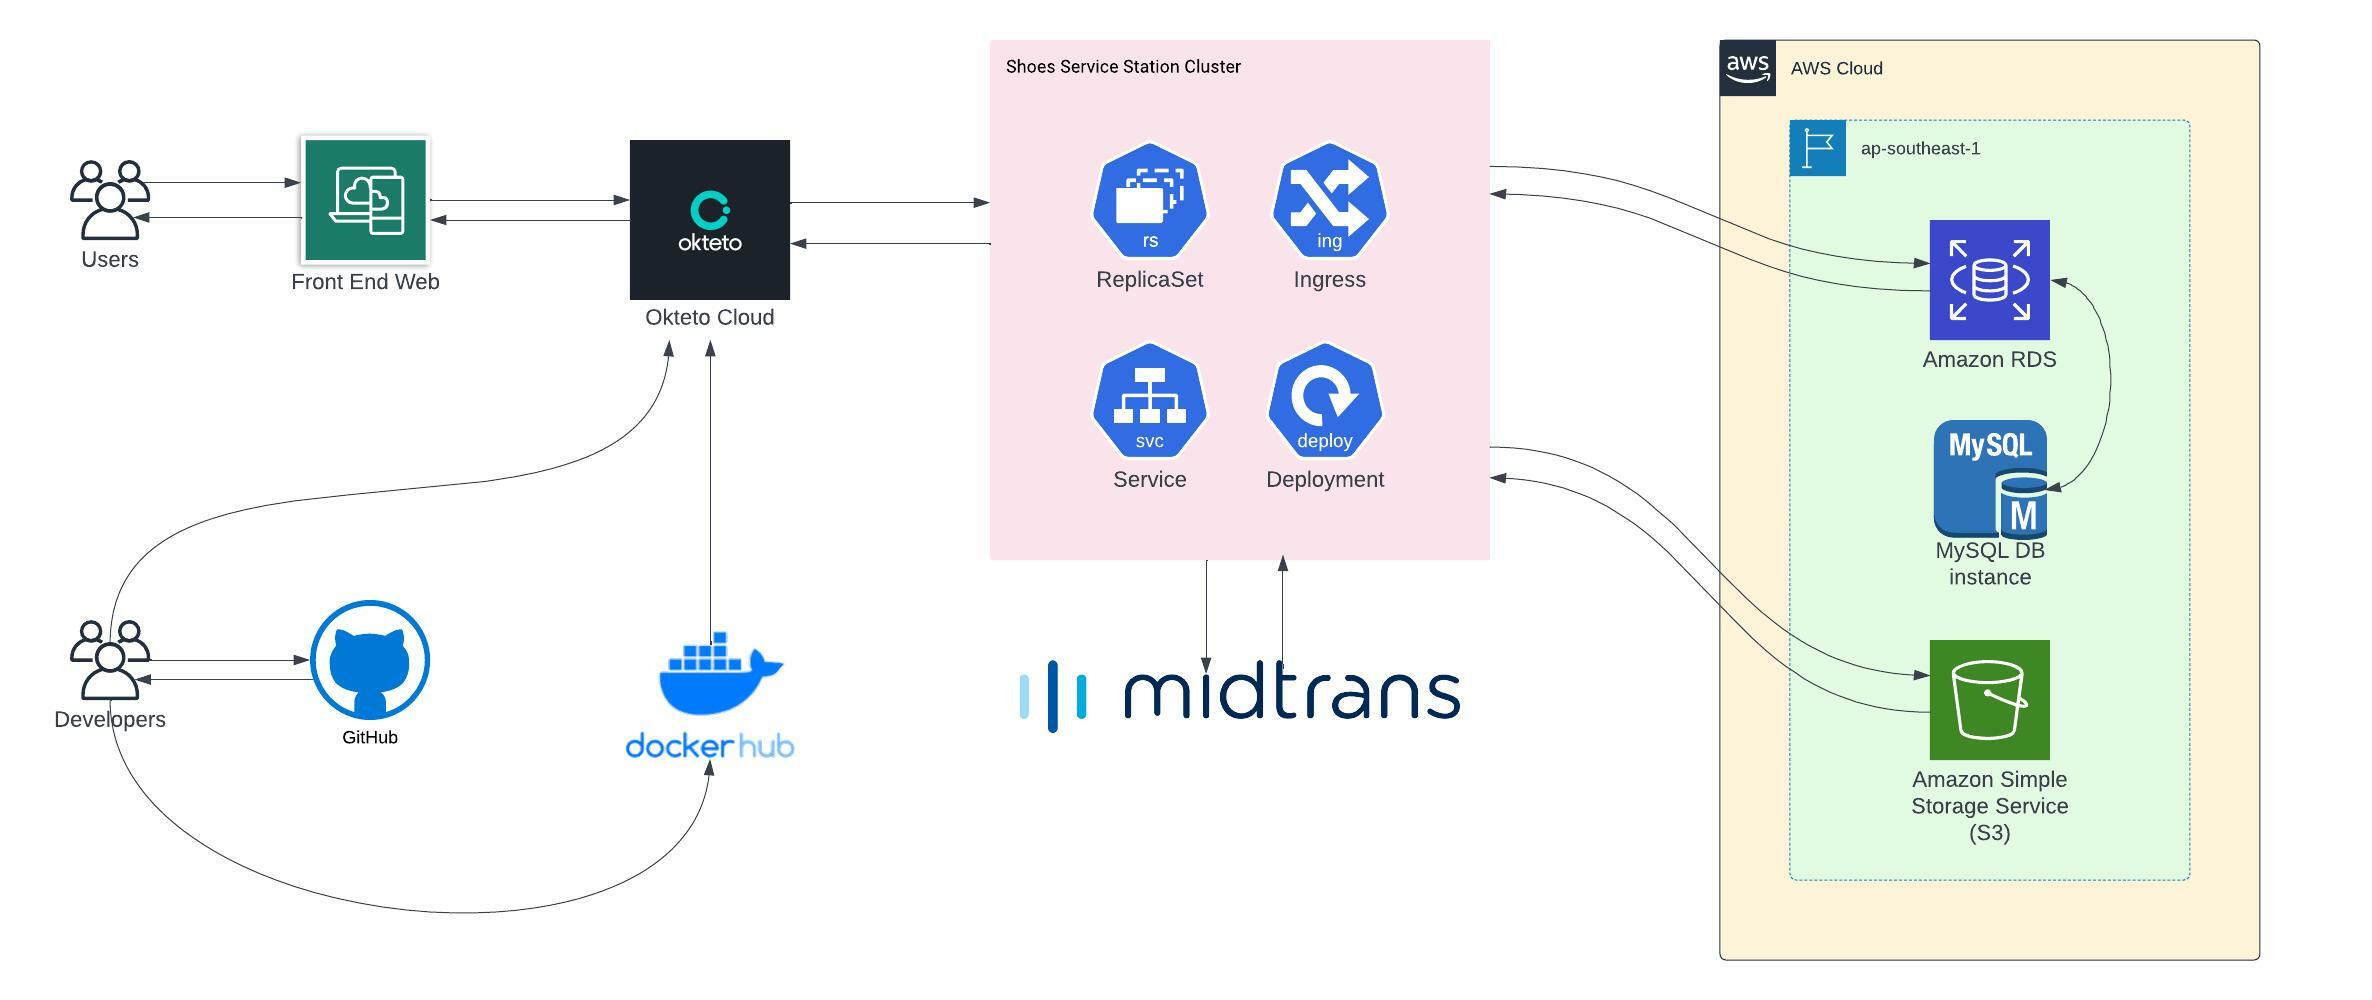 Shoes Service Station Cluster
aws
AWS Cloud
ap-southeast-1
Users
Front End Web
okteto
Okteto Cloud
rs
ReplicaSet
ing
Ingress
svc
Service
deploy
Deployment
Amazon RDS
MySQL
M
MySQL DB
instance
Developers
GitHub
dockerhub
midtrans
Amazon Simple
Storage Service
(S3)